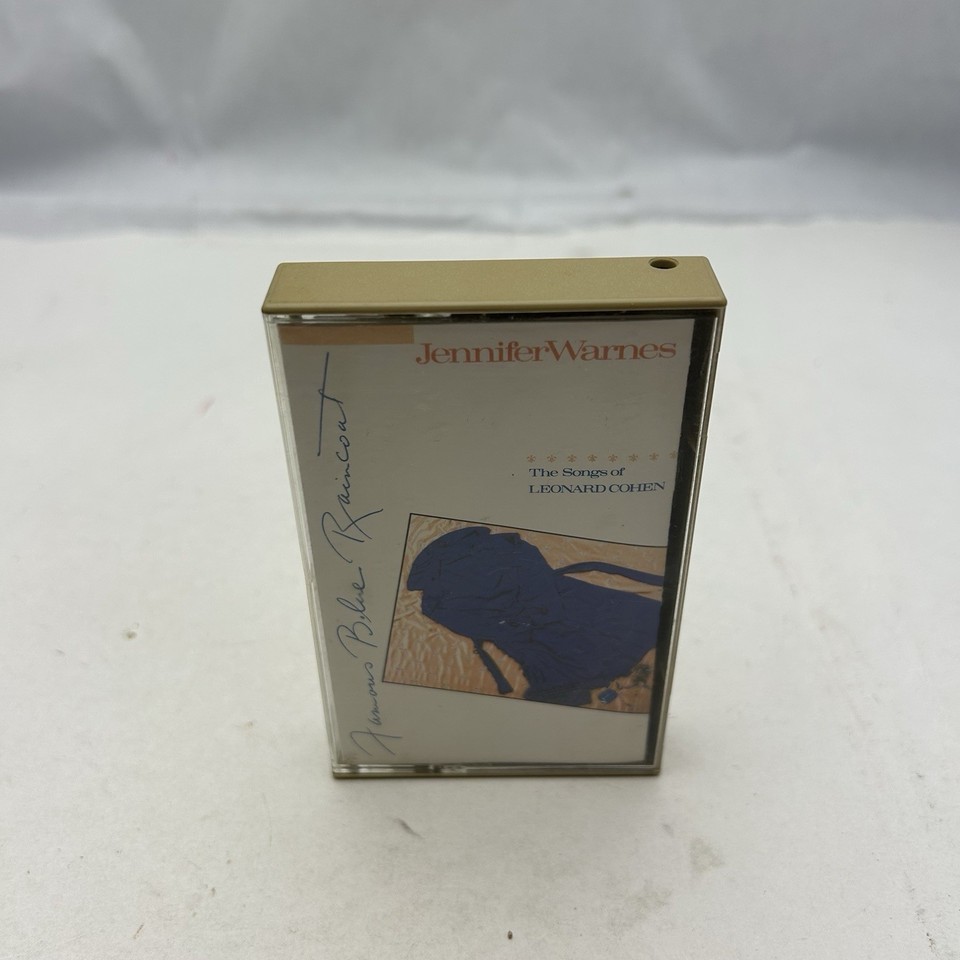 JenniferWarnes
The Songs of
LEONARD COHEN
Famous Blue Raincoat